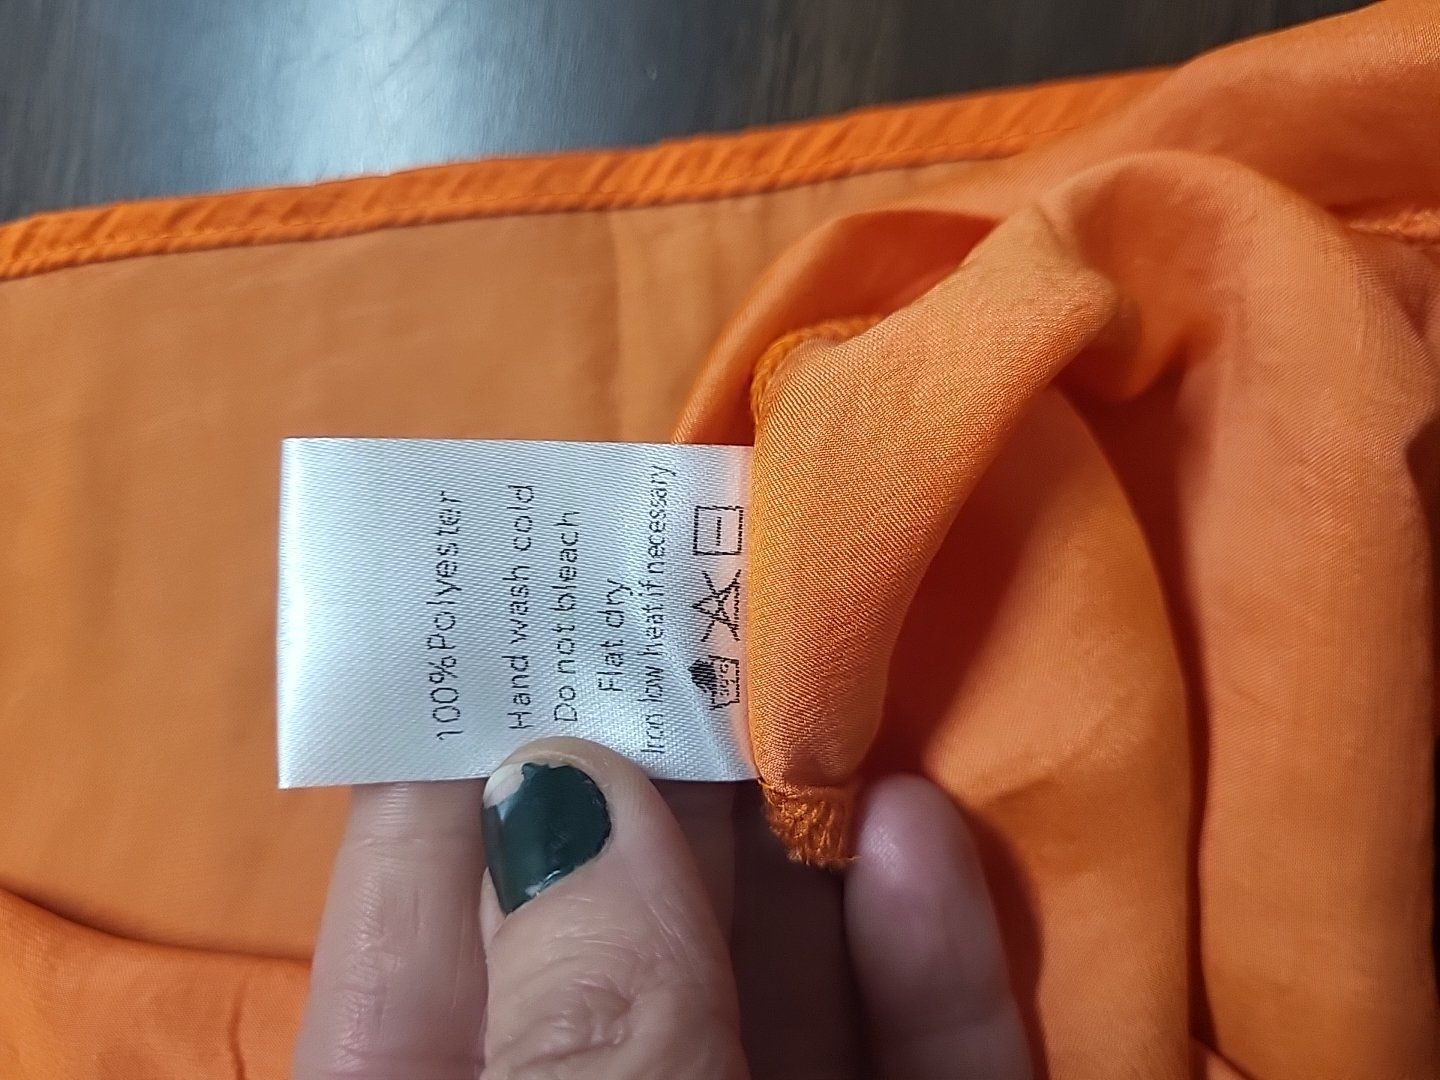 100%Polyester
Hand wash cold
Do not bleach
Flat dry
Iron low heat if necessary